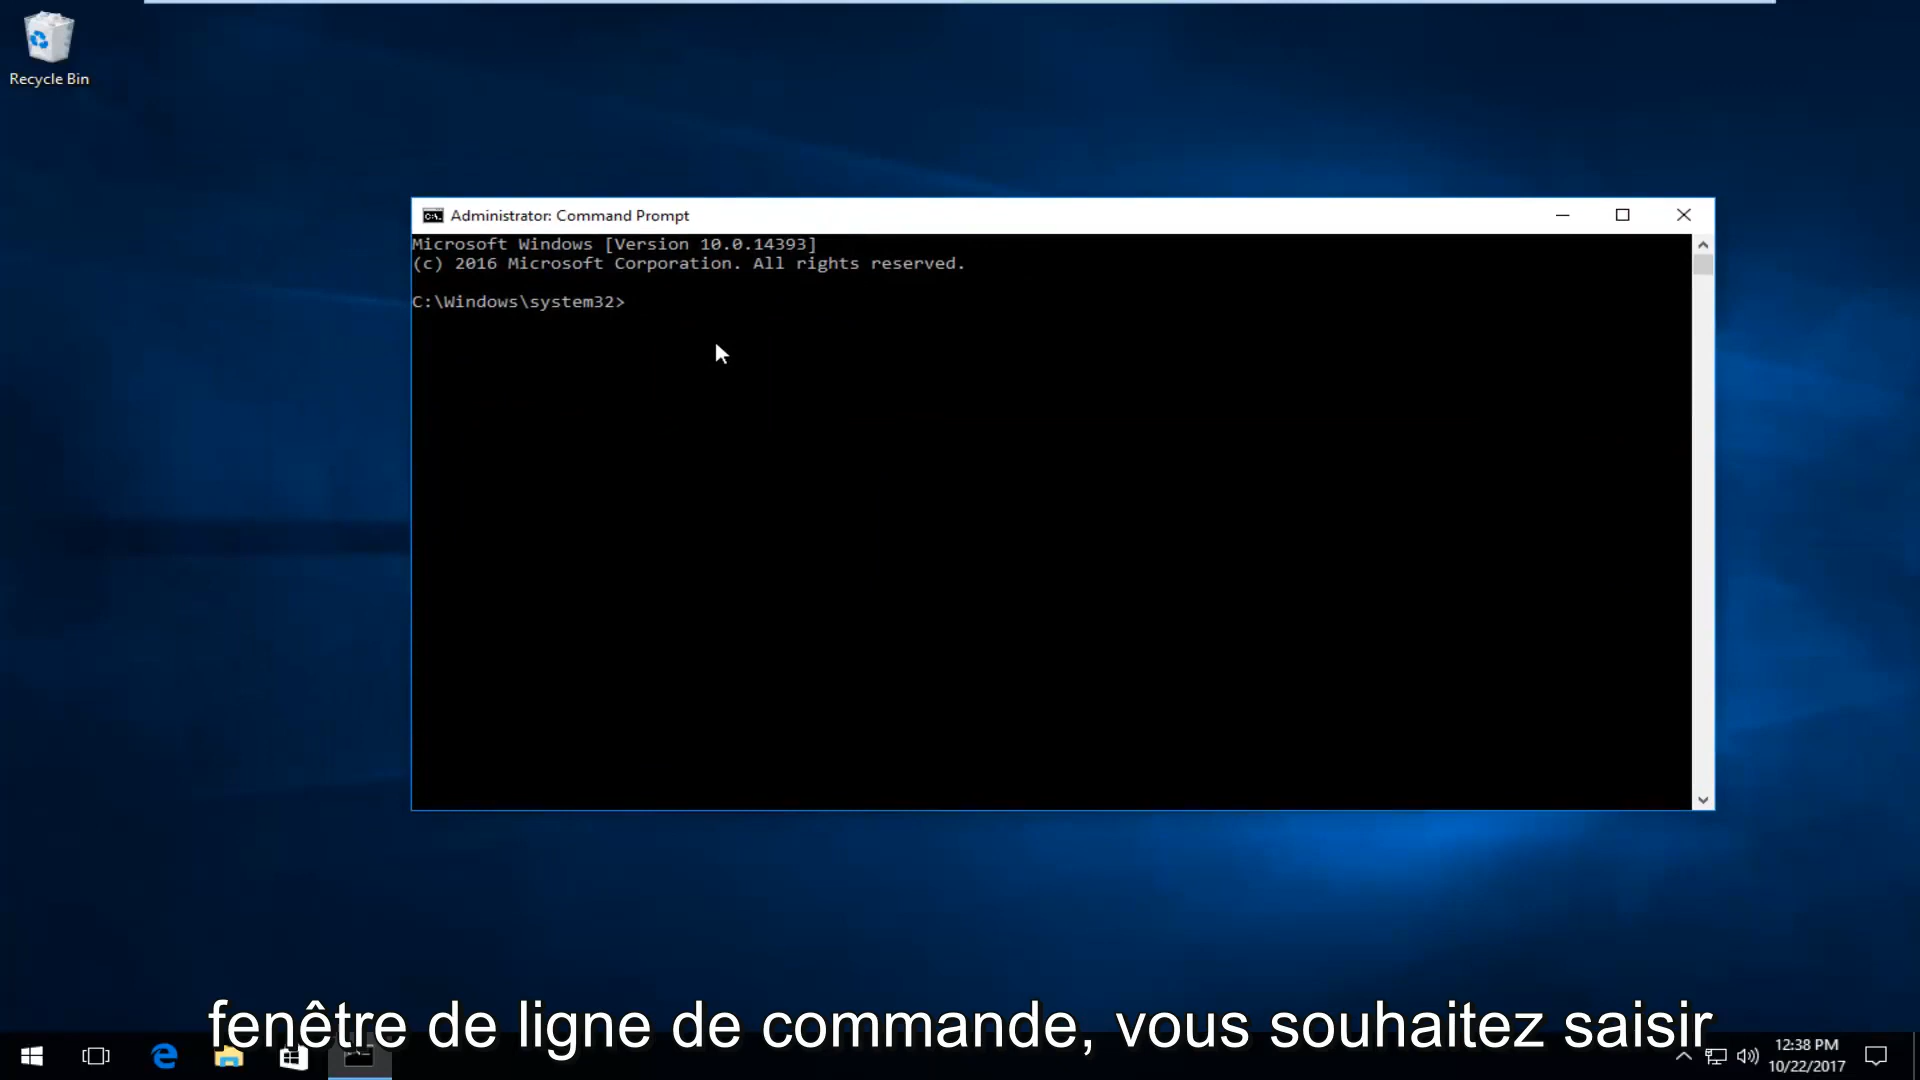 Recycle Bin
Administrator: Command Prompt
Microsoft Windows [Version 10.0.14393]
(c) 2016 Microsoft Corporation. All rights reserved.
C:\Windows\system32>
fenêtre de ligne de commande, vous souhaitez saisir
12:38 PM
10/22/2017